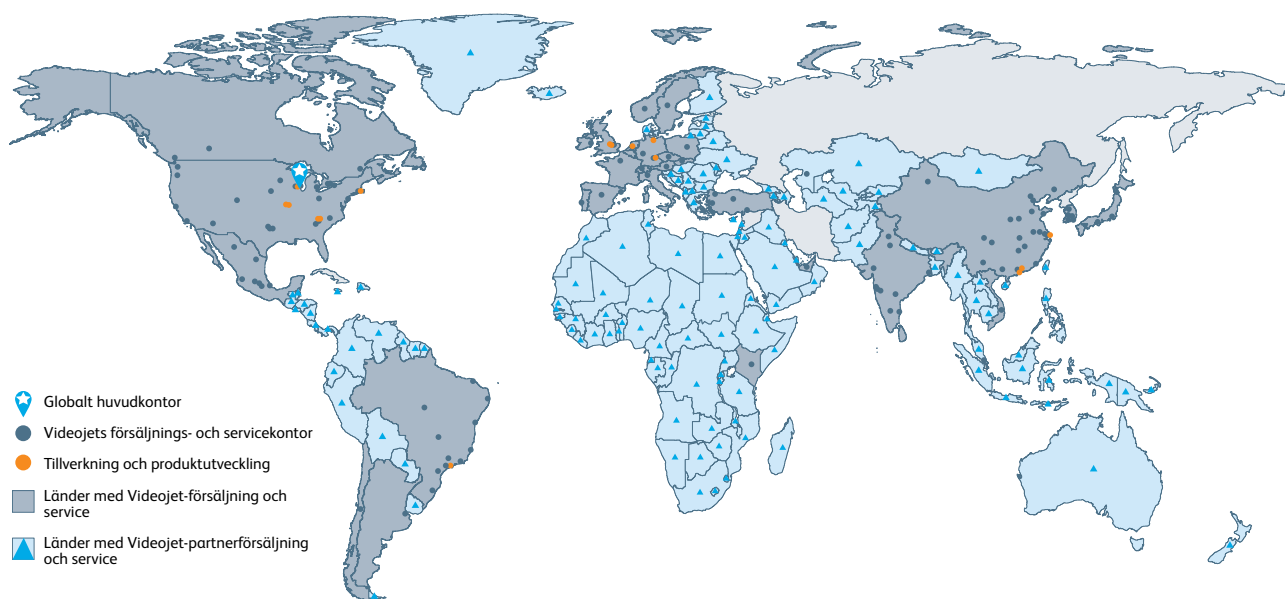 Globalt huvudkontor
Videojets försäljnings- och servicekontor
Tillverkning och produktutveckling
Länder med Videojet-försäljning och
service
Länder med Videojet-partnerförsäljning
och service